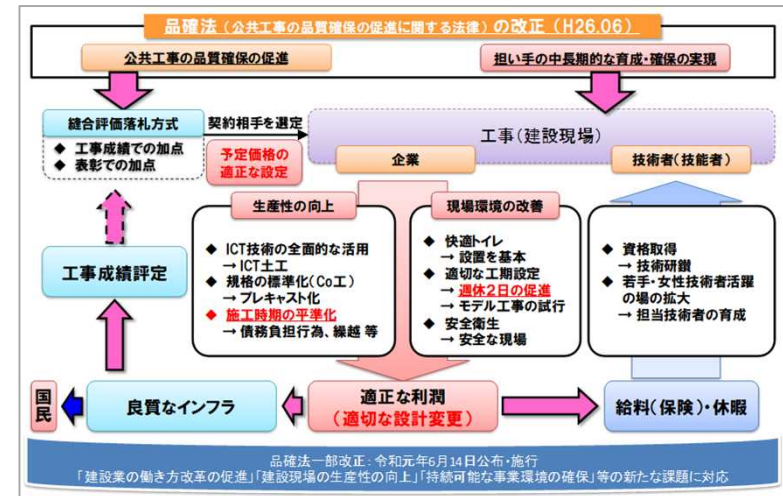 品確法(公共工事の品質確保の促進に関する法律)の改正(H26.06)
公共工事の品質確保の促進
担い手の中長期的な育成・確保の実現
縫合評価落札方式
◆ 工事成績での加点
◆ 表彰での加点
契約相手を選定
予定価格の
適正な設定
工事(建設現場)
企業
技術者(技能者)
生産性の向上
◆ ICT技術の全面的な活用
→ ICT土工
◆ 規格の標準化(Co工)
→ プレキャスト化
◆ 施工時期の平準化
→ 債務負担行為、繰越 等
現場環境の改善
◆ 快適トイレ
→ 設置を基本
◆ 適切な工期設定
→ 週休2日の促進
→ モデル工事の試行
◆ 安全衛生
→ 安全な現場
◆ 資格取得
→ 技術研鑚
◆ 若手・女性技術者活躍
の場の拡大
→ 担当技術者の育成
工事成績評定
国民
良質なインフラ
適正な利潤
(適切な設計変更)
給料(保険)・休暇
品確法一部改正:令和元年6月14日公布・施行
「建設業の働き方改革の促進」「建設現場の生産性の向上」「持続可能な事業環境の確保」等の新たな課題に対応